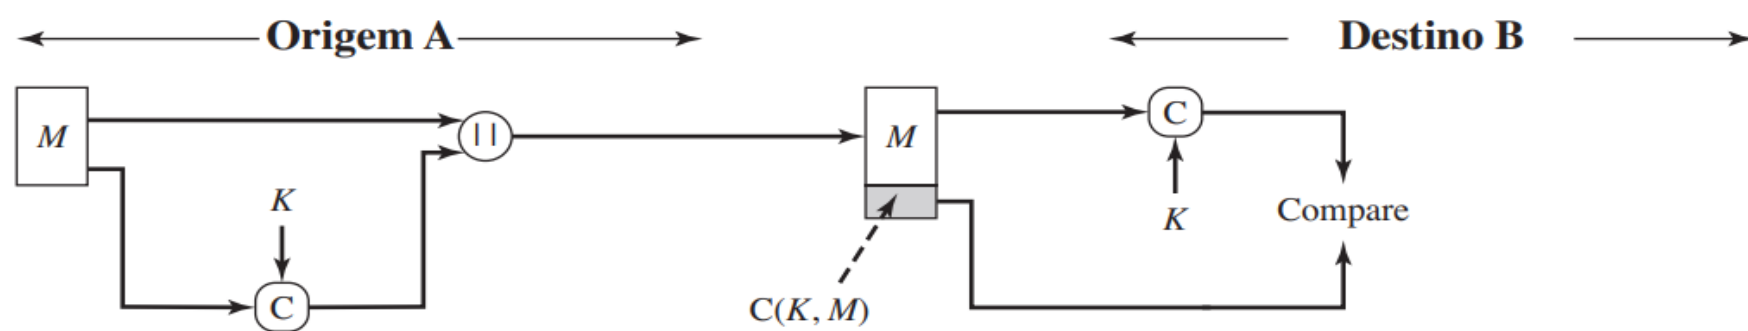 Origem A
Destino B
M
K
C
||
M
C(K, M)
C
K
Compare